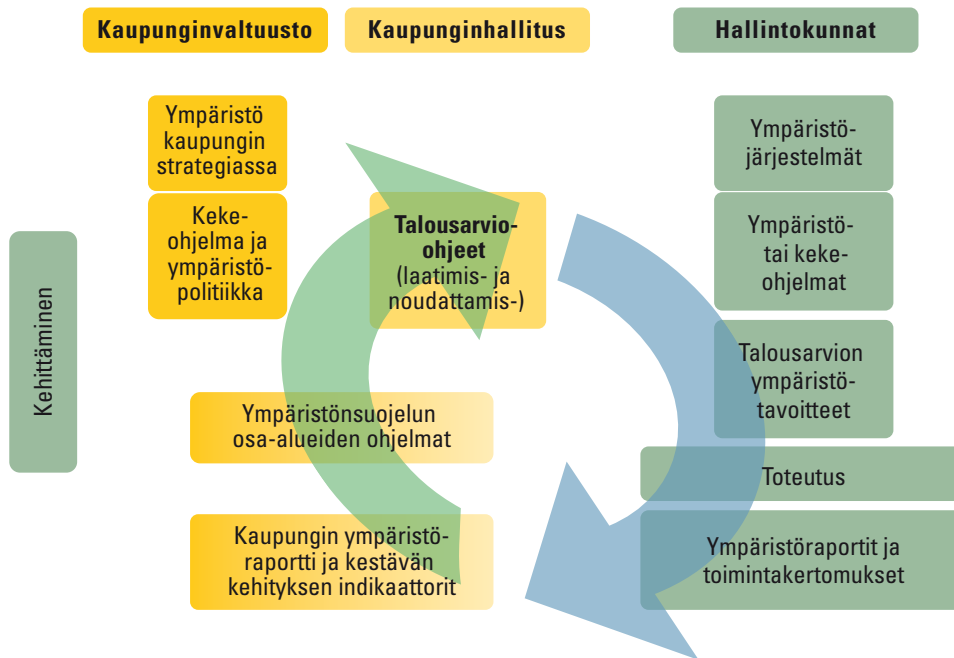 Kaupunginvaltuusto
Kaupunginhallitus
Hallintokunnat
Kehittäminen
Ympäristö
kaupungin
strategiassa
Keke-
ohjelma ja
ympäristö-
politiikka
Talousarvio-
ohjeet
(laatimis- ja
noudattamis-)
Ympäristönsuojelun
osa-alueiden ohjelmat
Kaupungin ympäristö-
raportti ja kestävän
kehityksen indikaattorit
Ympäristö-
järjestelmät
Ympäristö-
tai keke-
ohjelmat
Talousarvion
ympäristö-
tavoitteet
Toteutus
Ympäristöraportit ja
toimintakertomukset